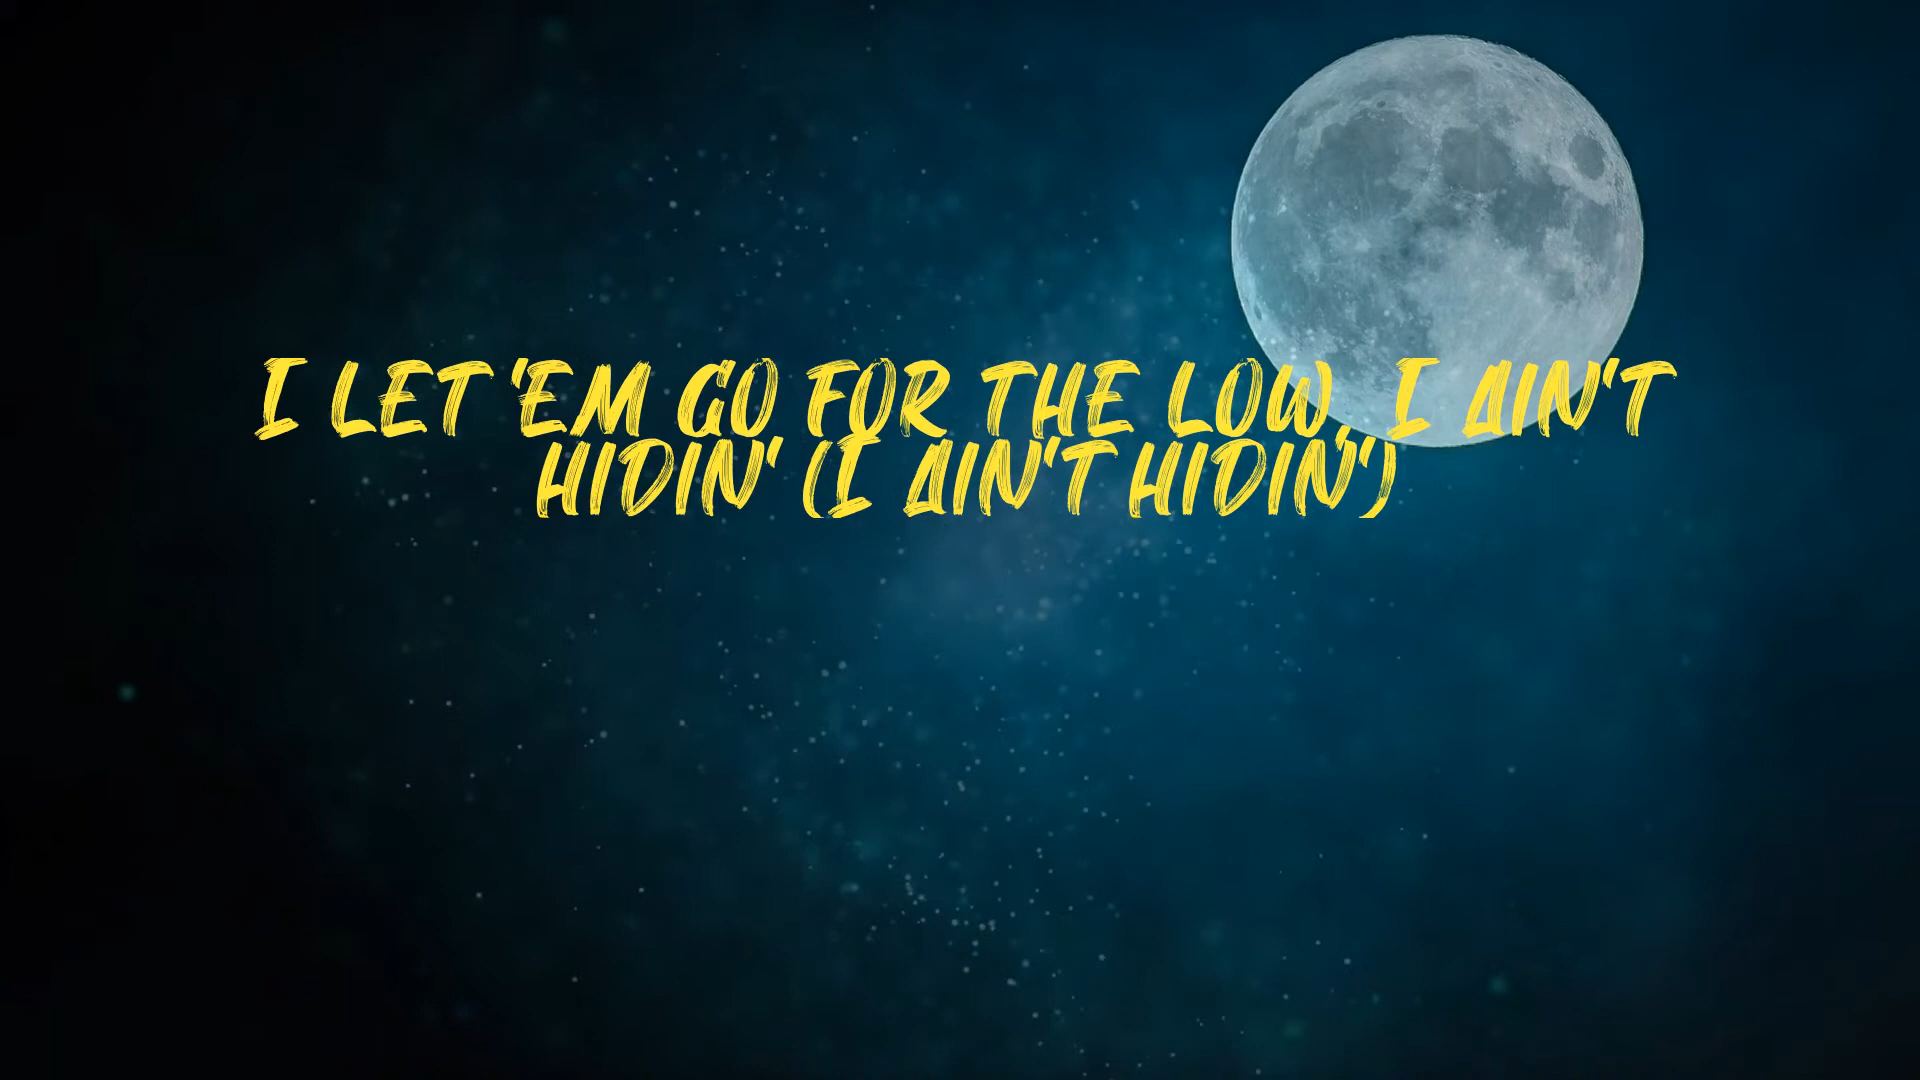 I LET 'EM GO FOR THE LOW, I AIN'T
HIDIN' (I AIN'T HIDIN')